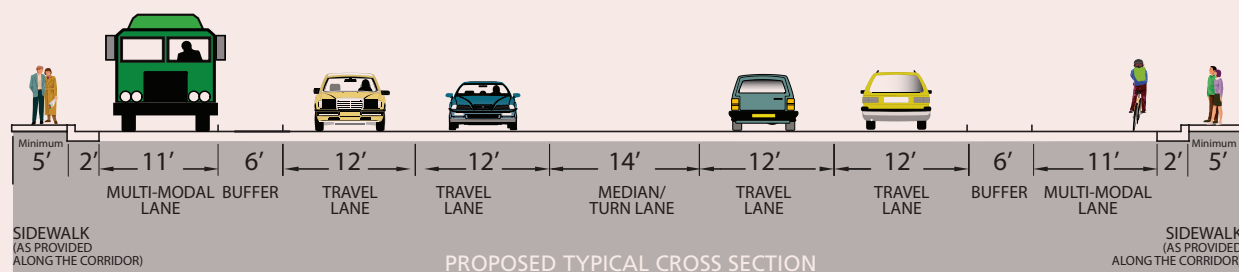 Minimum
5’ 2’ 11’ 6’ 12’ 12’ 14’ 12’ 12’ 6’ 11’ 2’ Minimum
5’
MULTI-MODAL
LANE
BUFFER
TRAVEL
LANE
TRAVEL
LANE
MEDIAN/
TURN LANE
TRAVEL
LANE
TRAVEL
LANE
BUFFER
MULTI-MODAL
LANE
SIDEWALK
(AS PROVIDED
ALONG THE CORRIDOR)
SIDEWALK
(AS PROVIDED
ALONG THE CORRIDOR
PROPOSED TYPICAL CROSS SECTION